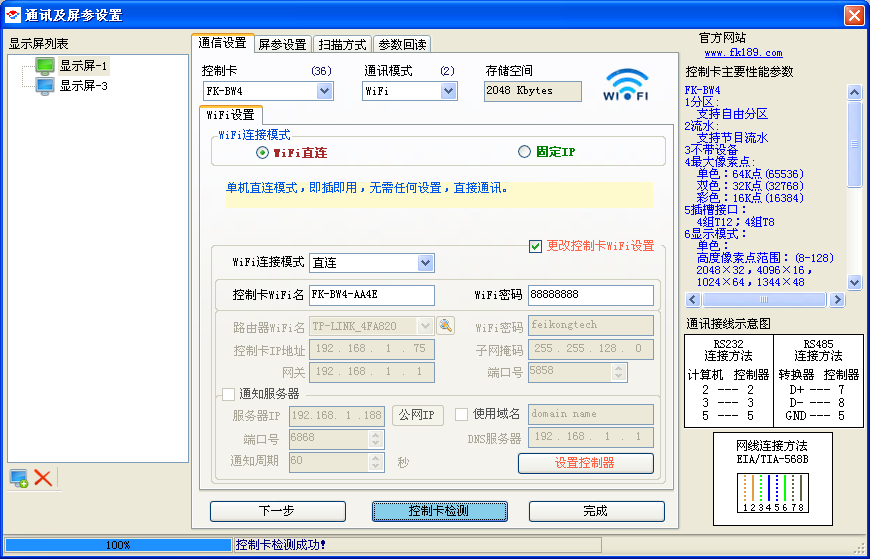 通讯及屏参设置
显示屏列表
显示屏-1
显示屏-3
通信设置 屏参设置 扫描方式 参数回读
控制卡 (36) 通讯模式 (2) 存储空间
FK-BW4 WiFi 2048 Kbytes
WI FI
WiFi设置
WiFi连接模式
WiFi直连 固定IP
单机直连模式，即插即用，无需任何设置，直接通讯。
更改控制卡WiFi设置
WiFi连接模式 直连
控制卡WiFi名 FK-BW4-AA4E WiFi密码 88888888
路由器WiFi名 TP-LINK_4FA820 WiFi密码 feikongtech
控制卡IP地址 192 . 168 . 1 . 75 子网掩码 255 . 255 . 128 . 0
网关 192 . 168 . 1 . 1 端口号 5858
通知服务器
服务器IP 192.168. 1 .188 公网IP 使用域名 domain name
端口号 6868 DNS服务器 192 . 168 . 1 . 1
通知周期 60 秒 设置控制器
下一步 控制卡检测 完成
官方网站
www.fk189.com
控制卡主要性能参数
FK-BW4
1分区:
支持自由分区
2流水:
支持节目流水
3不带设备
4最大像素点:
单色：64K点(65536)
双色：32K点(32768)
彩色：16K点(16384)
5插槽接口：
4组T12；4组T8
6显示模式：
单色：
高度像素点范围：(8-128)
2048×32，4096×16，
1024×64，1344×48
通讯接线示意图
RS232 RS485
连接方法 连接方法
计算机 控制器 转换器 控制器
2 --- 2 D+ --- 7
3 --- 3 D- --- 8
5 --- 5 GND --- 5
网线连接方法
EIA/TIA-568B
1 2 3 4 5 6 7 8
100% 控制卡检测成功!